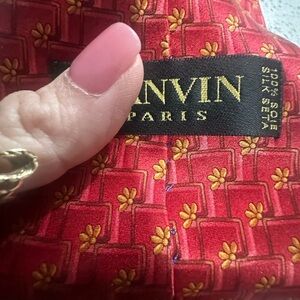 ANVIN
PARIS
100% SOIE
SILK SETA